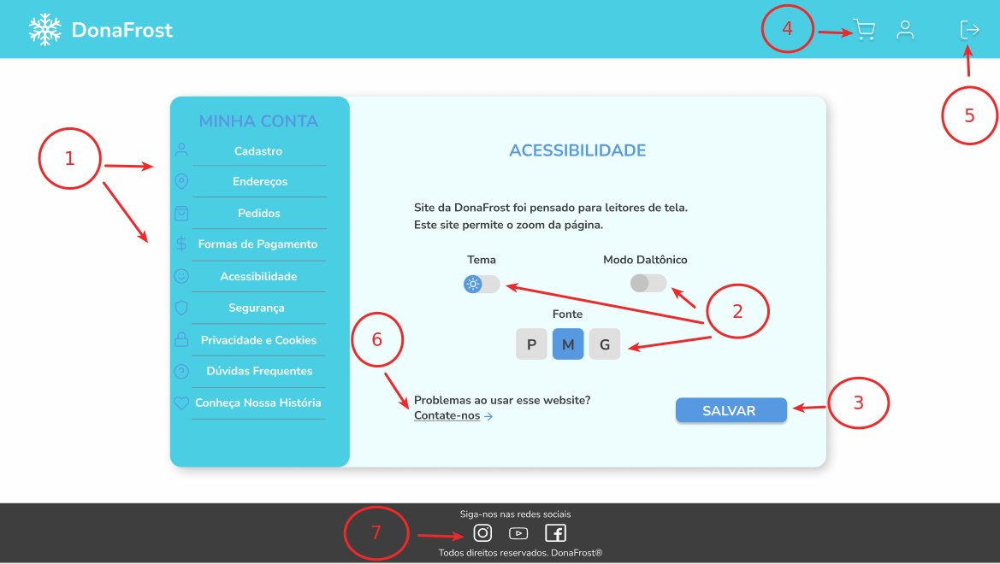 DonaFrost
4
5
1
MINHA CONTA
Cadastro
Endereços
Pedidos
Formas de Pagamento
Acessibilidade
Segurança
Privacidade e Cookies
Dúvidas Frequentes
Conheça Nossa História
ACESSIBILIDADE
Site da DonaFrost foi pensado para leitores de tela.
Este site permite o zoom da página.
Tema
Modo Daltônico
2
Fonte
P M G
6
Problemas ao usar esse website?
Contate-nos →
SALVAR
3
Siga-nos nas redes sociais
7
Todos direitos reservados. DonaFrost®